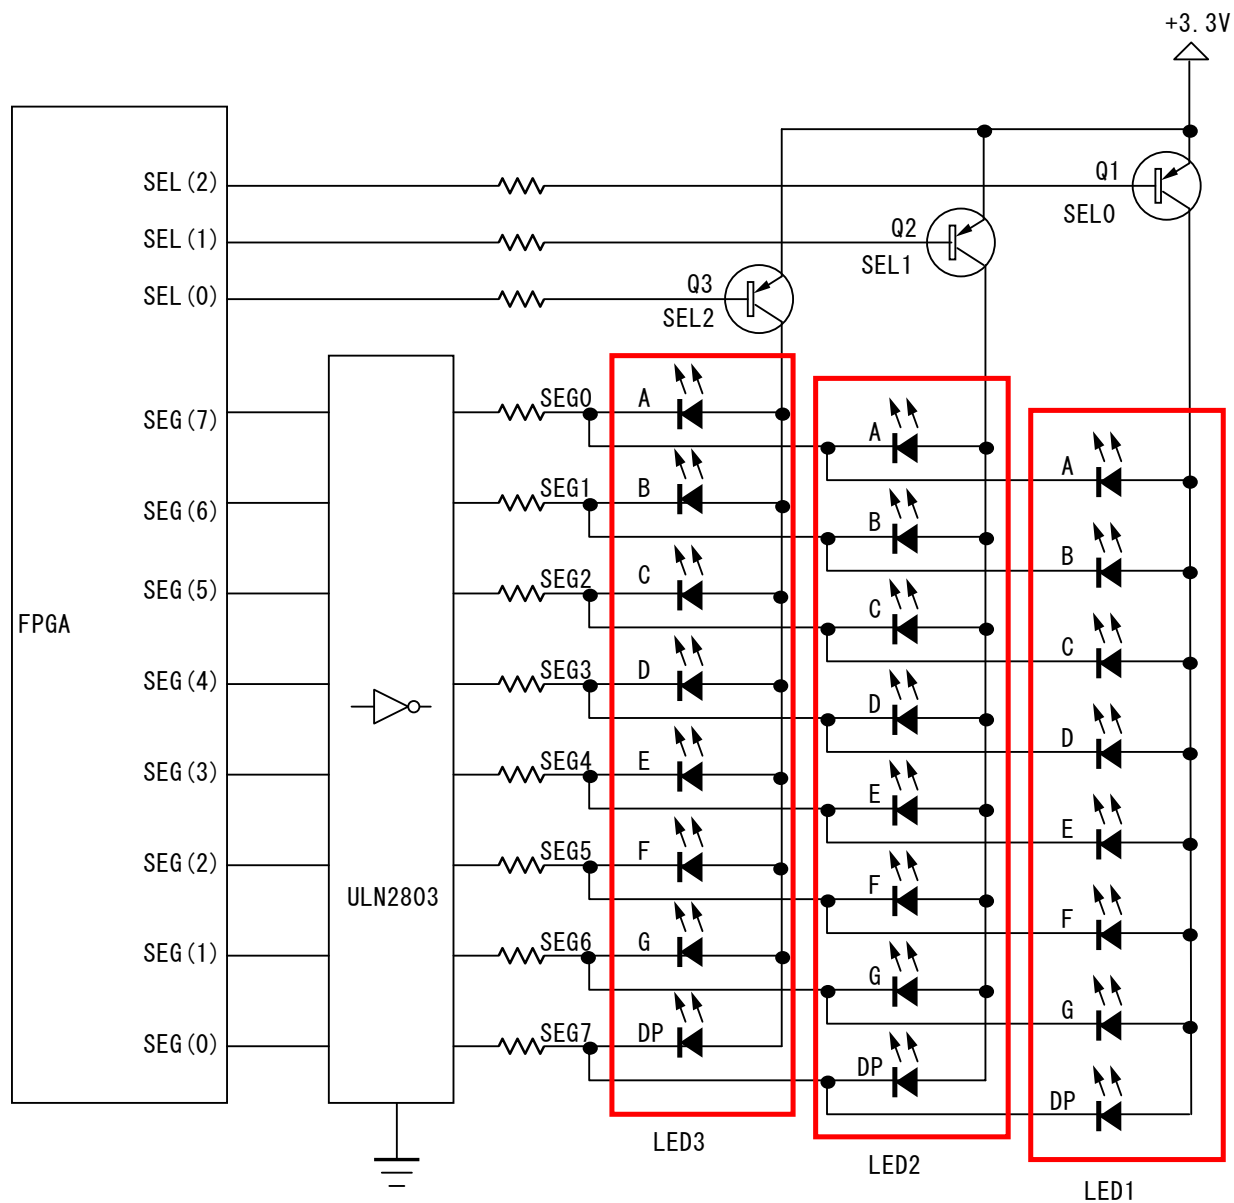 +3.3V
SEL(2)
Q1
SEL0
SEL(1)
Q2
SEL1
SEL(0)
Q3
SEL2
SEG(7)
SEG0
A
A
A
SEG(6)
SEG1
B
B
B
SEG(5)
SEG2
C
C
C
FPGA
SEG(4)
SEG3
D
D
D
SEG(3)
SEG4
E
E
E
SEG(2)
SEG5
F
F
F
ULN2803
SEG(1)
SEG6
G
G
G
SEG(0)
SEG7
DP
DP
DP
LED3
LED2
LED1